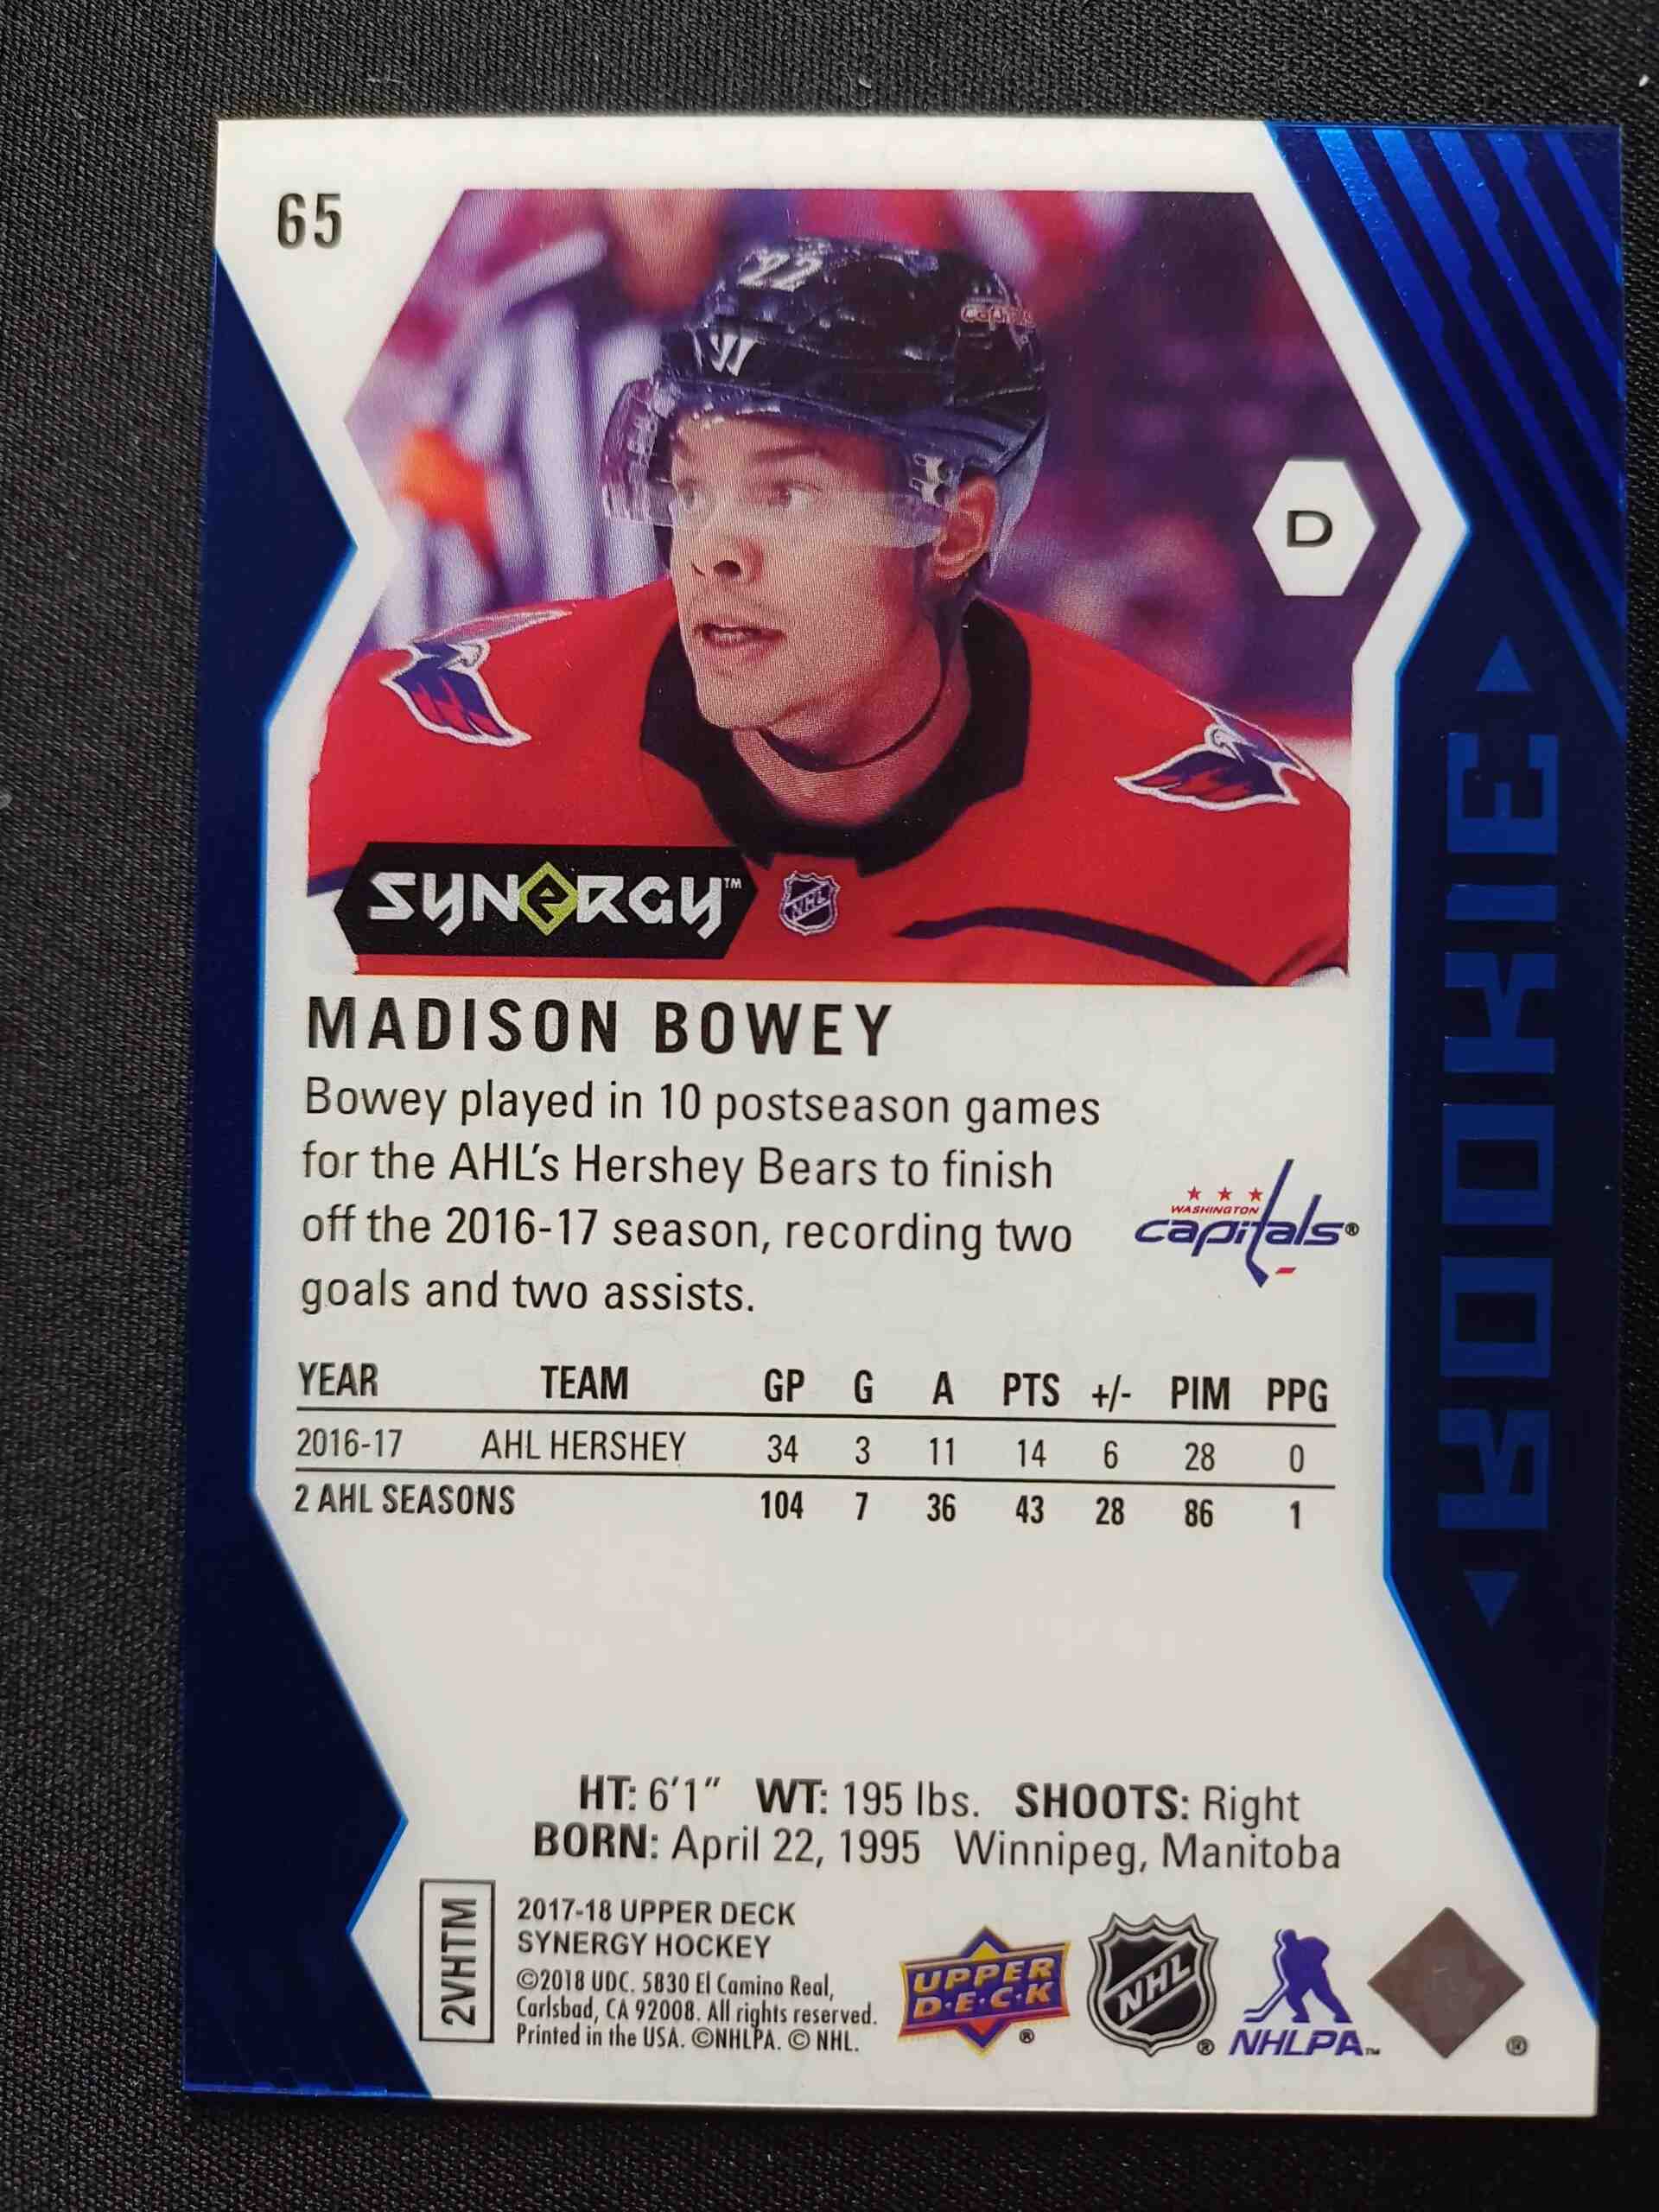 65
22
Capitals
D
SYNERGY™
NHL
MADISON BOWEY
Bowey played in 10 postseason games
for the AHL's Hershey Bears to finish
off the 2016-17 season, recording two
goals and two assists.
WASHINGTON
capitals®
YEAR TEAM GP G A PTS +/- PIM PPG
2016-17 AHL HERSHEY 34 3 11 14 6 28 0
2 AHL SEASONS 104 7 36 43 28 86 1
ROOKIE
HT: 6'1" WT: 195 lbs. SHOOTS: Right
BORN: April 22, 1995 Winnipeg, Manitoba
2VHTM
2017-18 UPPER DECK
SYNERGY HOCKEY
©2018 UDC. 5830 El Camino Real,
Carlsbad, CA 92008. All rights reserved.
Printed in the USA. ©NHLPA. © NHL.
UPPER
D·E·C·K
®
NHL
®
NHLPA™
®